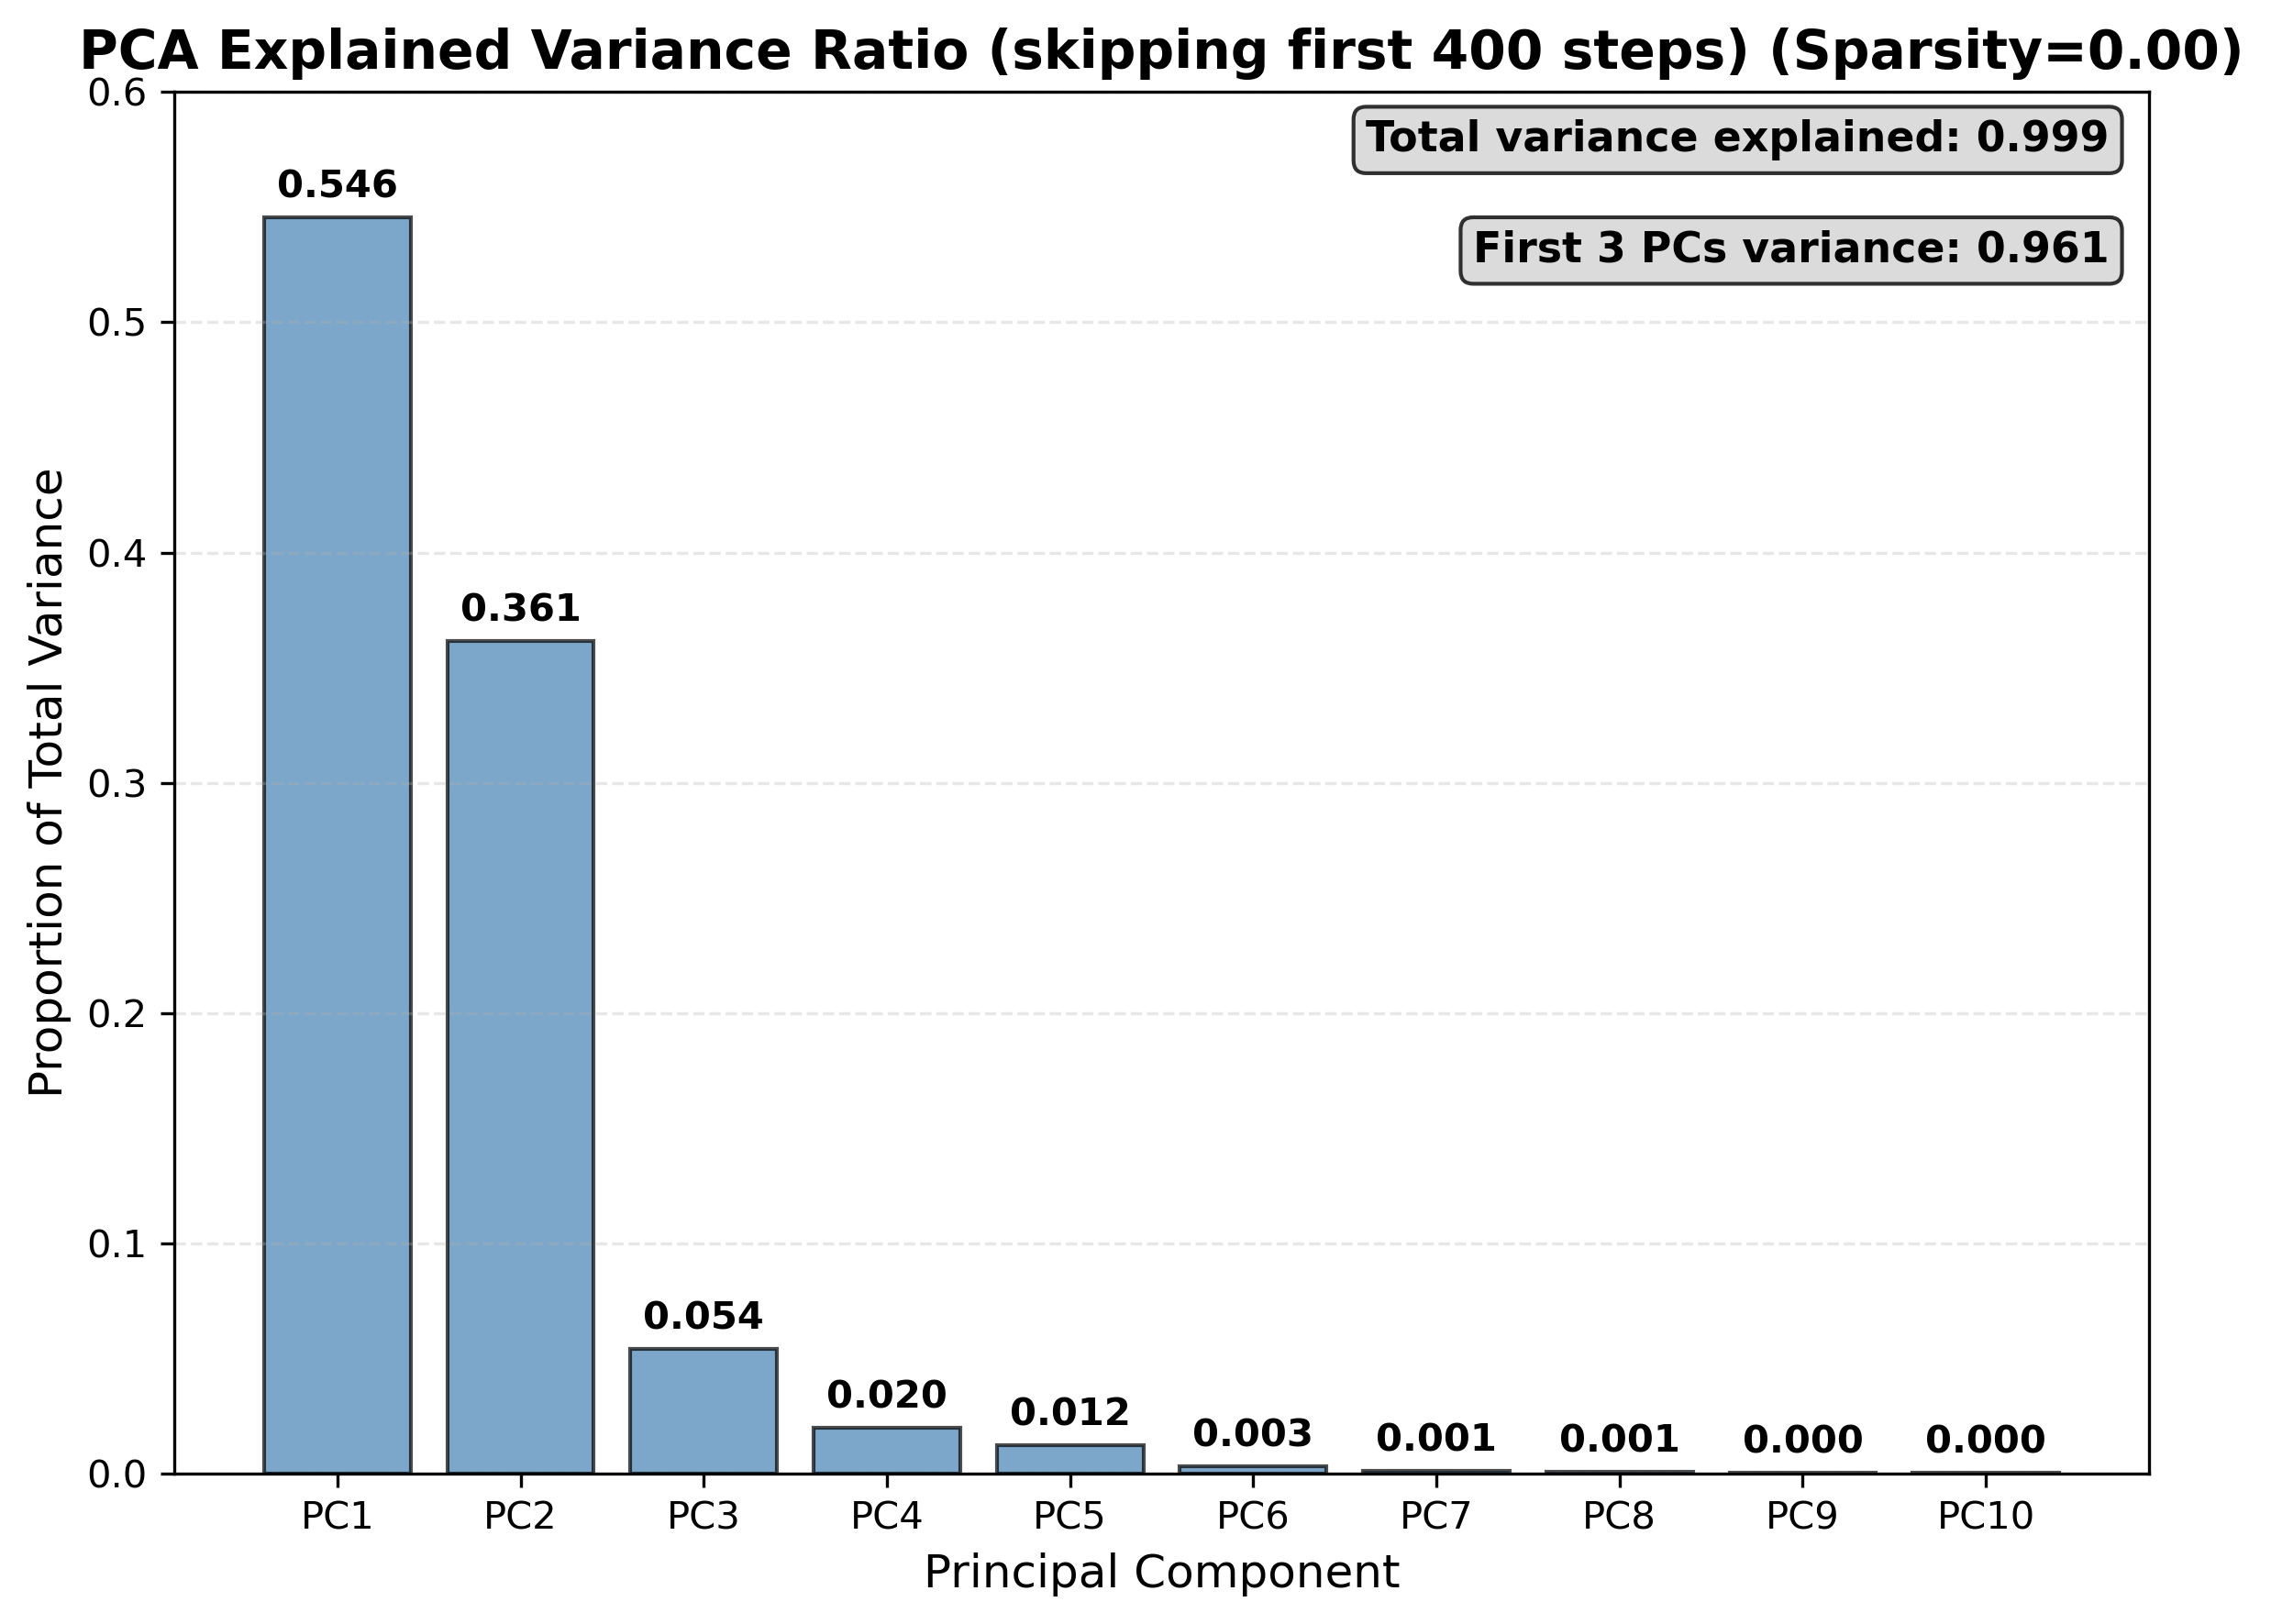 PCA Explained Variance Ratio (skipping first 400 steps) (Sparsity=0.00)
Total variance explained: 0.999
First 3 PCs variance: 0.961
Proportion of Total Variance
0.6
0.5
0.4
0.3
0.2
0.1
0.0
0.546
0.361
0.054
0.020
0.012
0.003
0.001
0.001
0.000
0.000
PC1
PC2
PC3
PC4
PC5
PC6
PC7
PC8
PC9
PC10
Principal Component